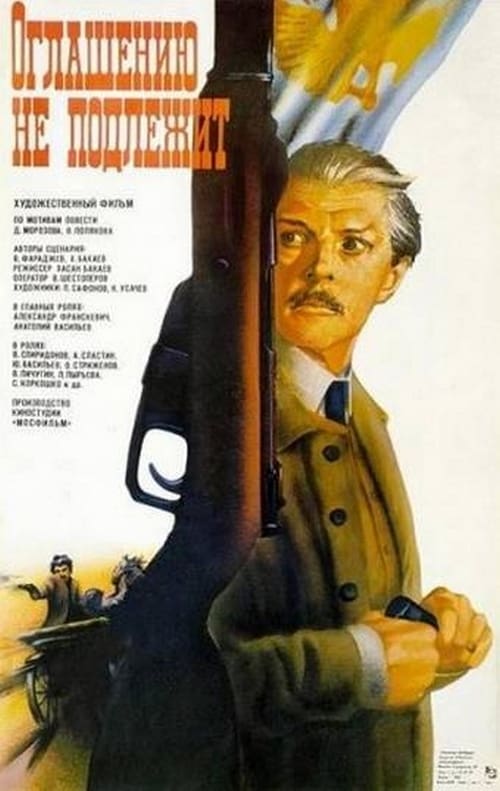 ОГЛАШЕНИЮ
НЕ ПОДЛЕЖИТ
ХУДОЖЕСТВЕННЫЙ ФИЛЬМ
ПО МОТИВАМ ПОВЕСТИ
Д. МОРОЗОВА, В. ПОЛЯКОВА
АВТОРЫ СЦЕНАРИЯ:
В. ФАРАДЖЕВ, Х. БАКАЕВ
РЕЖИССЕР ХАСАН БАКАЕВ
ОПЕРАТОР В. ШЕСТОПЕРОВ
ХУДОЖНИКИ: П. САФОНОВ, Н. УСАЧЕВ
В ГЛАВНЫХ РОЛЯХ:
АЛЕКСАНДР ФРАНСКЕВИЧ,
АНАТОЛИЙ ВАСИЛЬЕВ
В РОЛЯХ:
В. СПИРИДОНОВ, А. СЛАСТИН,
Ю. ВАСИЛЬЕВ, О. СТРИЖЕНОВ,
В. ПИЧУГИН, Л. ПЫРЬЕВА,
С. КОРКОШКО и др.
ПРОИЗВОДСТВО
КИНОСТУДИИ
«МОСФИЛЬМ»